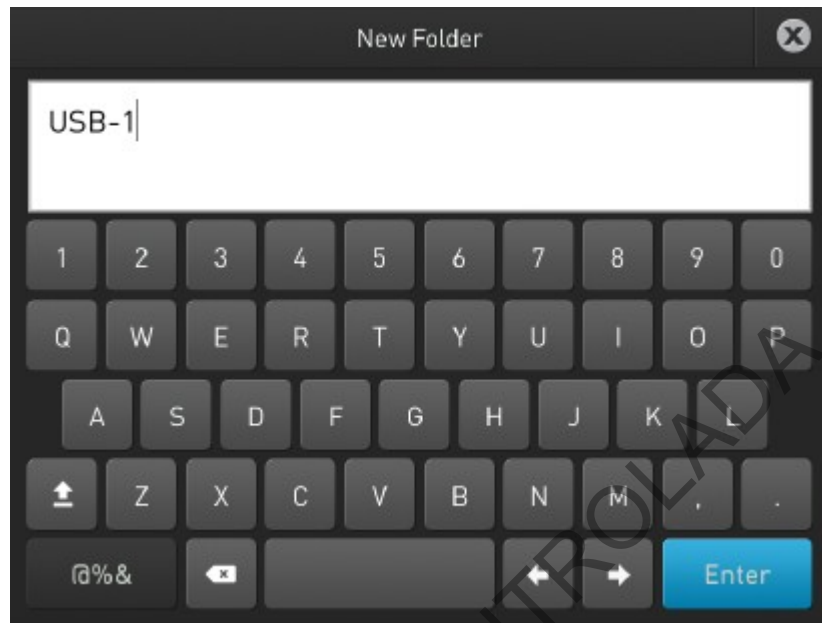 New Folder
USB-1
1 2 3 4 5 6 7 8 9 0
Q W E R T Y U I O P
A S D F G H J K L
Z X C V B N M , .
@%& Enter